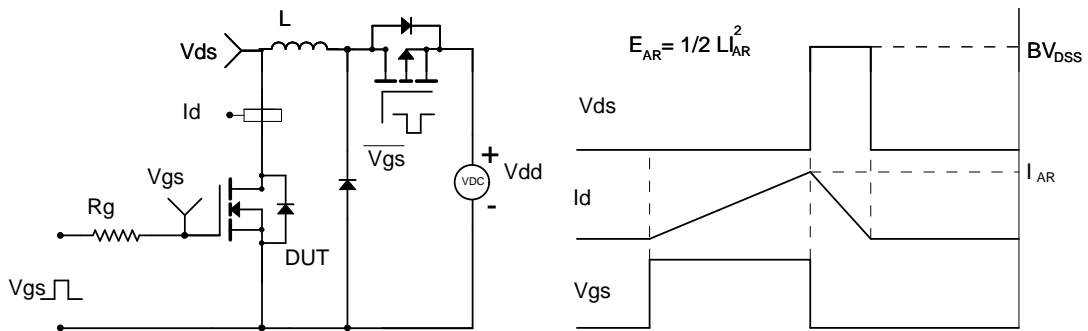 L
Vds
Id
Vgs
Vgs
+
VDC
Vdd
-
Vgs
Rg
DUT
Vgs
E_AR = 1/2 LI_AR^2
BV_DSS
Vds
I_AR
Id
Vgs